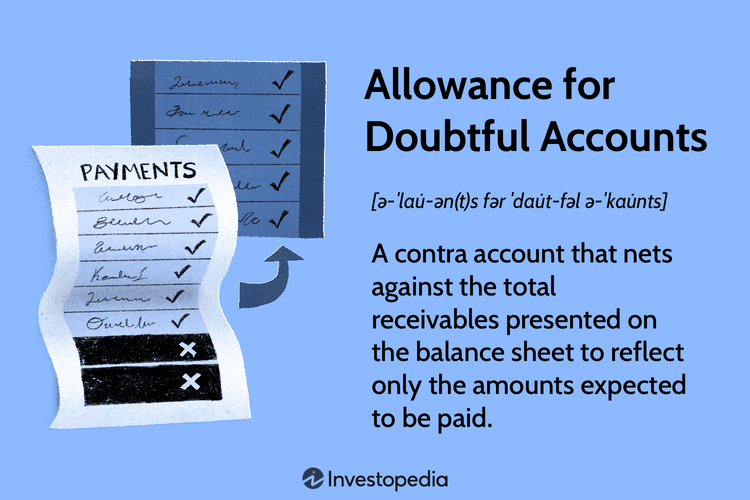 Allowance for
Doubtful Accounts
[ə-ˈlau̇-ən(t)s fər ˈdau̇t-fəl ə-ˈkau̇nts]
A contra account that nets
against the total
receivables presented on
the balance sheet to reflect
only the amounts expected
to be paid.
PAYMENTS
Investopedia